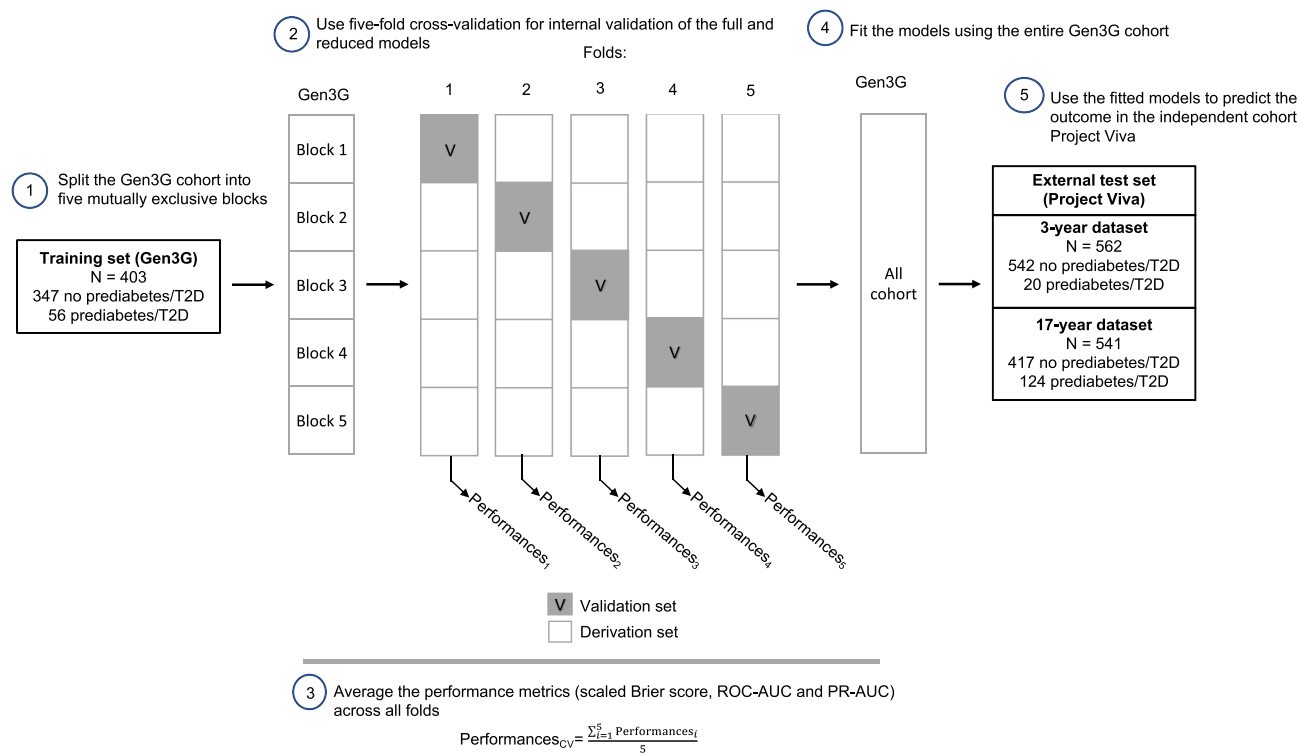 1
Split the Gen3G cohort into
five mutually exclusive blocks
Training set (Gen3G)
N = 403
347 no prediabetes/T2D
56 prediabetes/T2D
2
Use five-fold cross-validation for internal validation of the full and
reduced models
Folds:
Gen3G
1 2 3 4 5
Block 1
V
Block 2
V
Block 3
V
Block 4
V
Block 5
V
Performances₁
Performances₂
Performances₃
Performances₄
Performances₅
V Validation set
Derivation set
3
Average the performance metrics (scaled Brier score, ROC-AUC and PR-AUC)
across all folds
Performances_CV= ∑⁵ᵢ₌₁ Performancesᵢ / 5
4
Fit the models using the entire Gen3G cohort
Gen3G
All
cohort
5
Use the fitted models to predict the
outcome in the independent cohort
Project Viva
External test set
(Project Viva)
3-year dataset
N = 562
542 no prediabetes/T2D
20 prediabetes/T2D
17-year dataset
N = 541
417 no prediabetes/T2D
124 prediabetes/T2D